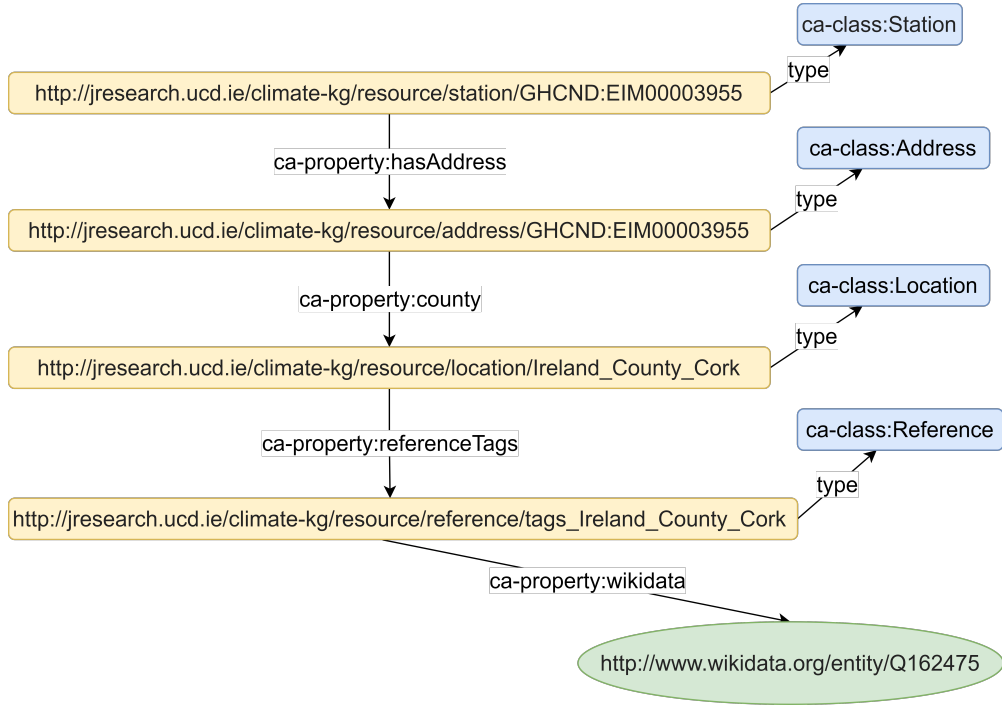 ca-class:Station
type
http://jresearch.ucd.ie/climate-kg/resource/station/GHCND:EIM00003955
ca-property:hasAddress
ca-class:Address
type
http://jresearch.ucd.ie/climate-kg/resource/address/GHCND:EIM00003955
ca-property:county
ca-class:Location
type
http://jresearch.ucd.ie/climate-kg/resource/location/Ireland_County_Cork
ca-property:referenceTags
ca-class:Reference
type
http://jresearch.ucd.ie/climate-kg/resource/reference/tags_Ireland_County_Cork
ca-property:wikidata
http://www.wikidata.org/entity/Q162475